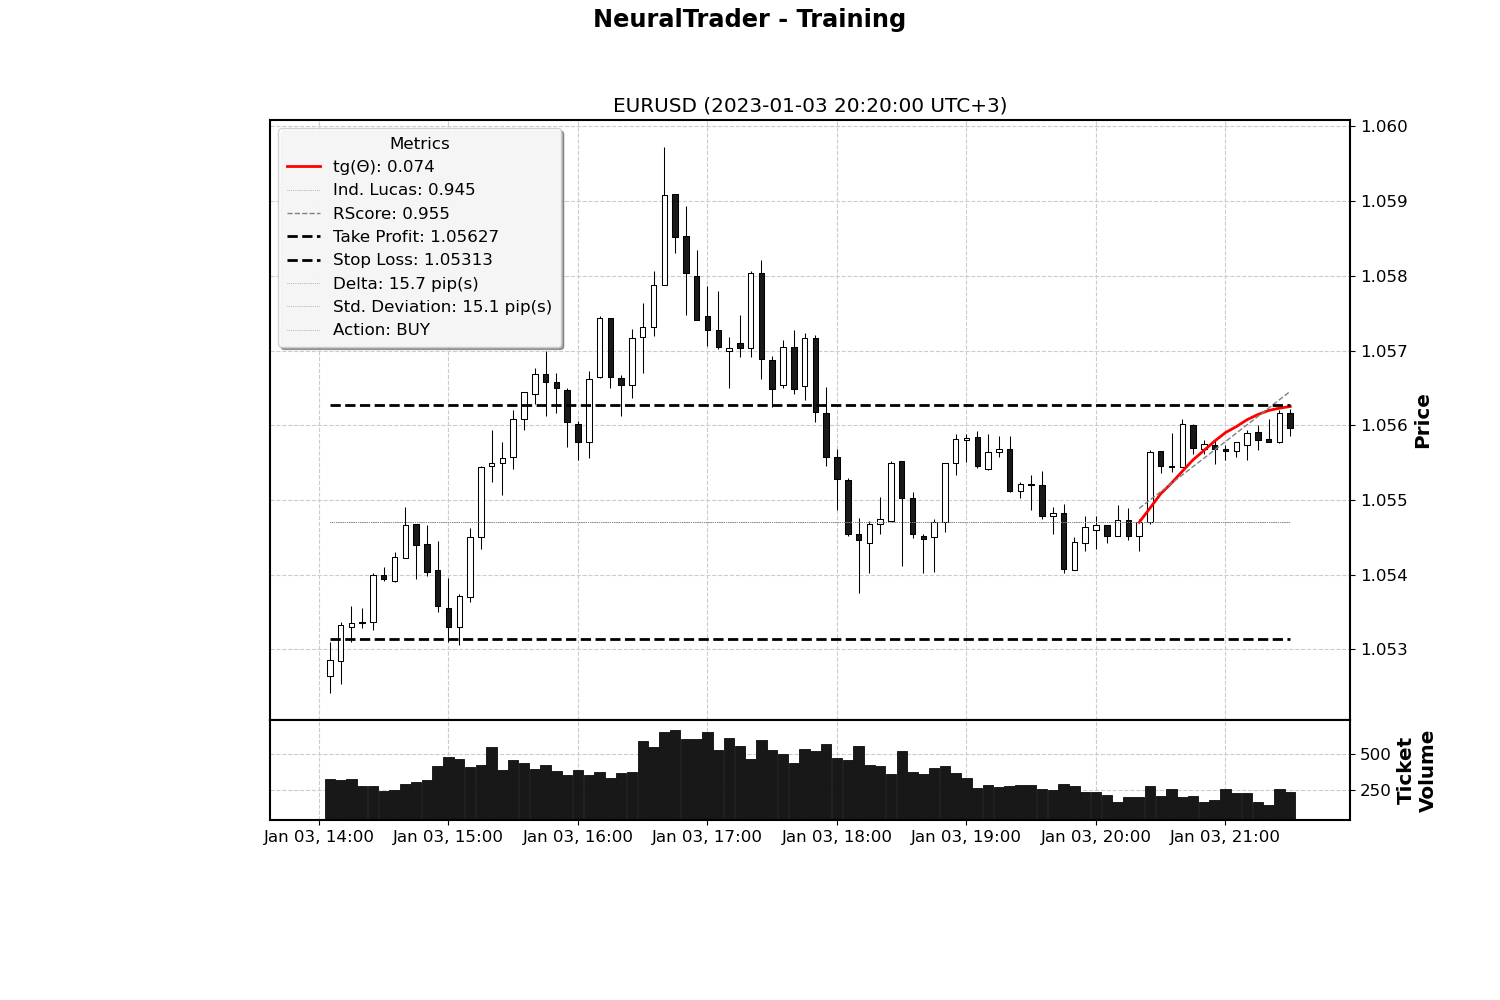 NeuralTrader - Training
EURUSD (2023-01-03 20:20:00 UTC+3)
Metrics
tg(Θ): 0.074
Ind. Lucas: 0.945
RScore: 0.955
Take Profit: 1.05627
Stop Loss: 1.05313
Delta: 15.7 pip(s)
Std. Deviation: 15.1 pip(s)
Action: BUY
1.060
1.059
1.058
1.057
1.056
1.055
1.054
1.053
Price
500
250
Ticket
Volume
Jan 03, 14:00
Jan 03, 15:00
Jan 03, 16:00
Jan 03, 17:00
Jan 03, 18:00
Jan 03, 19:00
Jan 03, 20:00
Jan 03, 21:00